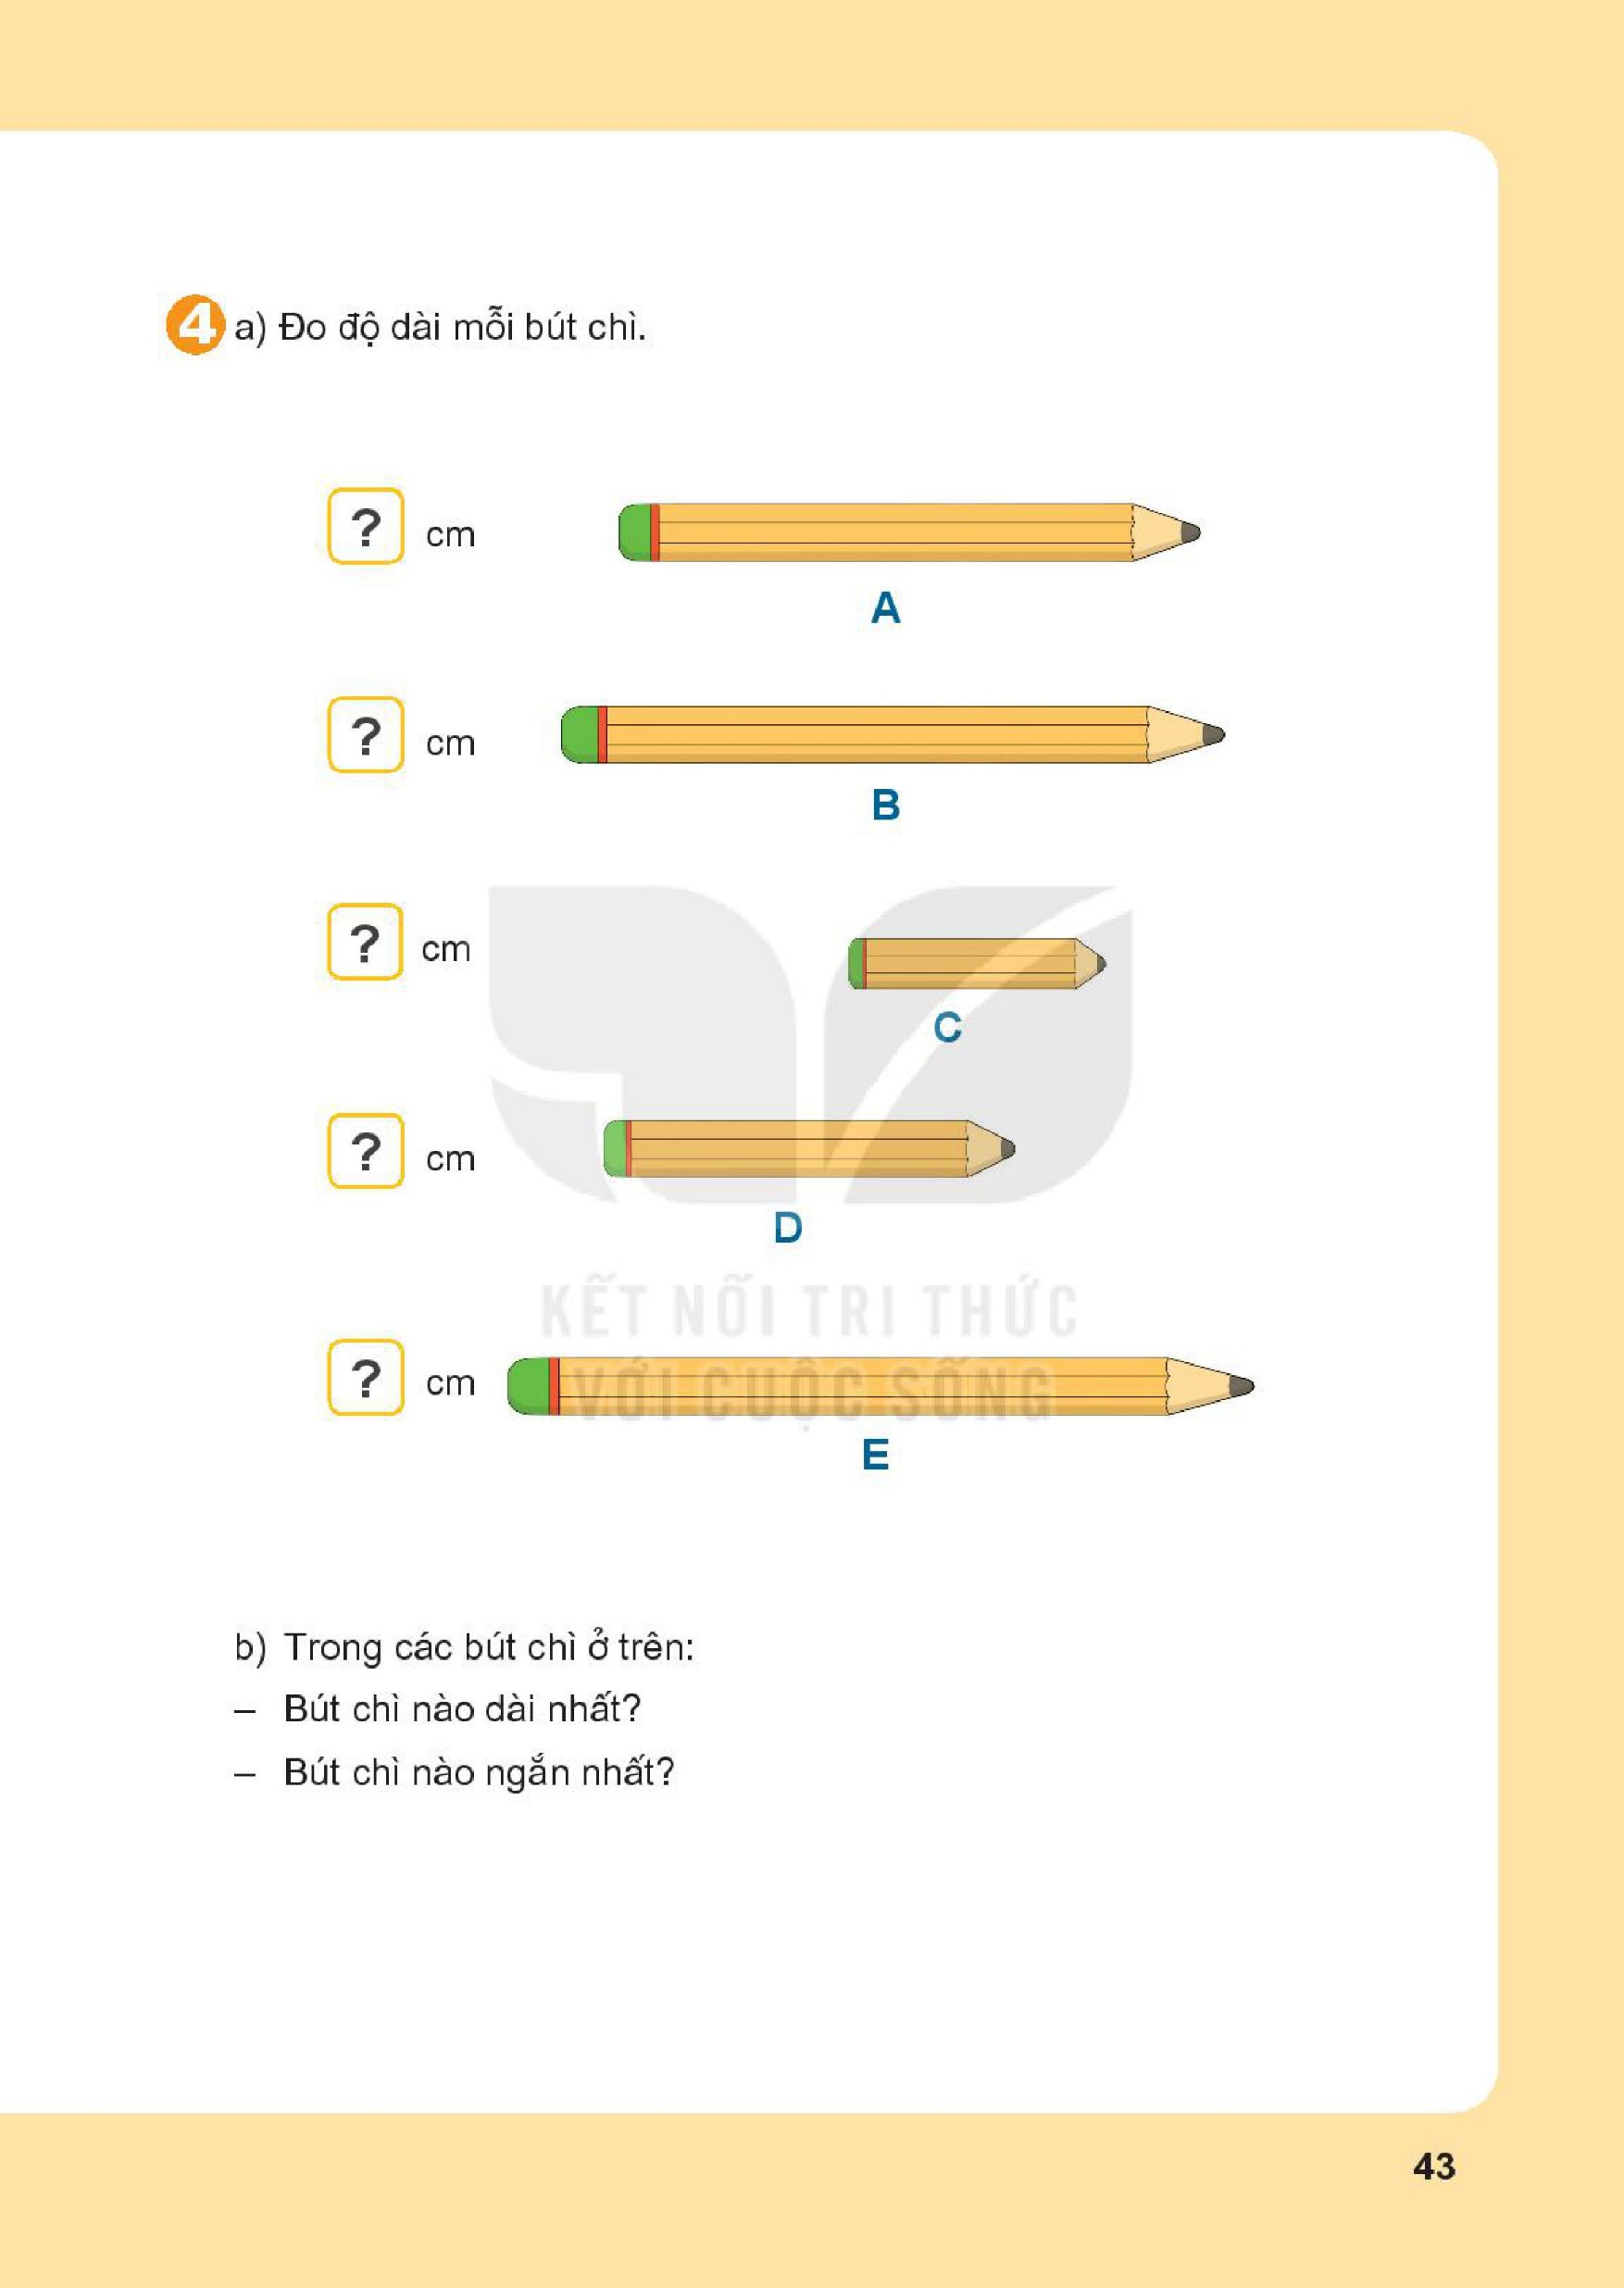 4 a) Đo độ dài mỗi bút chì.
? cm
A
? cm
B
? cm
C
? cm
D
KẾT NỐI TRI THỨC
? cm
VỚI CUỘC SỐNG
E
b) Trong các bút chì ở trên:
– Bút chì nào dài nhất?
– Bút chì nào ngắn nhất?
43